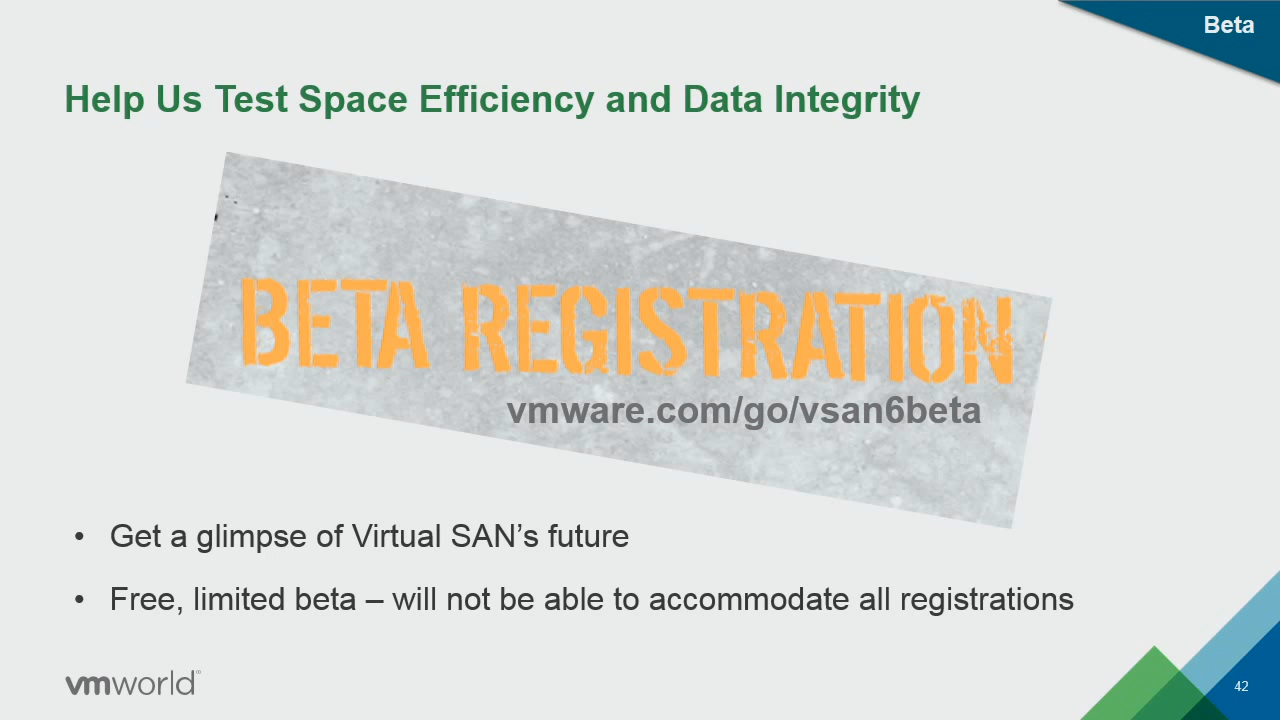 Beta
Help Us Test Space Efficiency and Data Integrity
BETA REGISTRATION
vmware.com/go/vsan6beta
• Get a glimpse of Virtual SAN’s future
• Free, limited beta – will not be able to accommodate all registrations
vmworld®
42